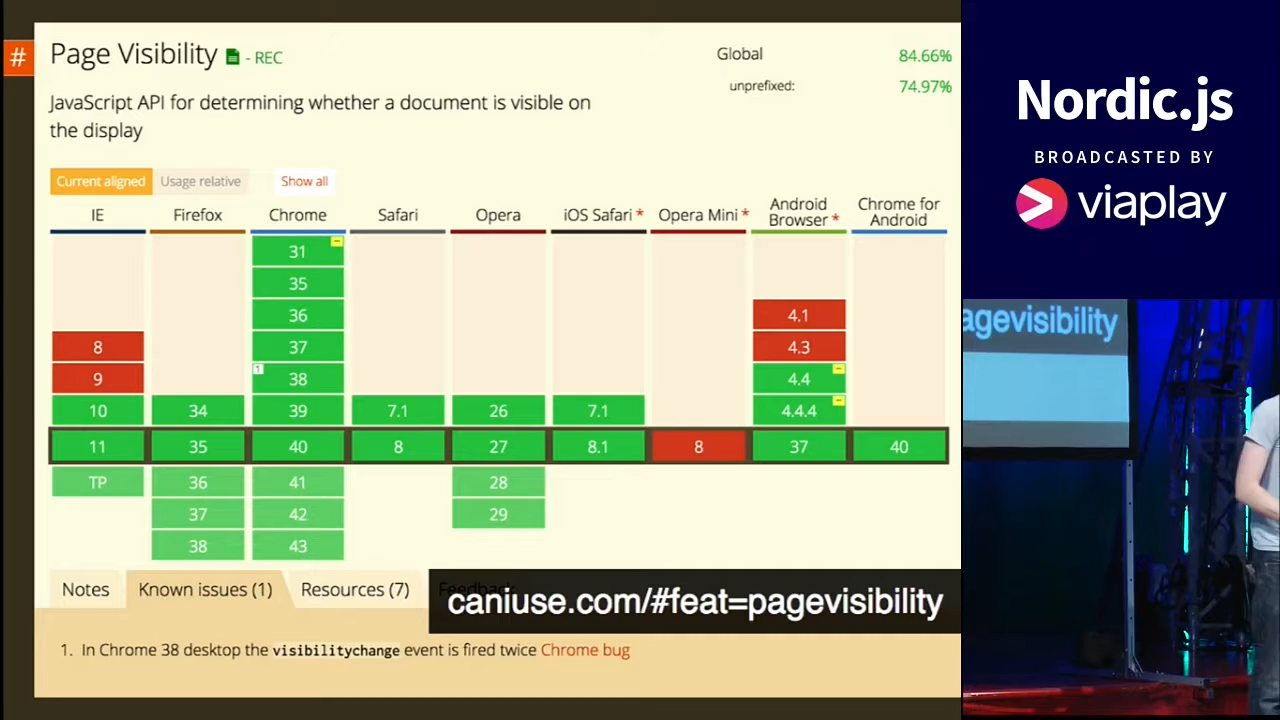 #
Page Visibility - REC
Global 84.66%
unprefixed: 74.97%
JavaScript API for determining whether a document is visible on
the display
Current aligned Usage relative Show all
IE Firefox Chrome Safari Opera iOS Safari * Opera Mini * Android Browser * Chrome for Android
31
35
36 4.1
8 37 4.3
9 1 38 4.4
10 34 39 7.1 26 7.1 4.4.4
11 35 40 8 27 8.1 8 37 40
TP 36 41 28
37 42 29
38 43
Notes Known issues (1) Resources (7) Feedback
caniuse.com/#feat=pagevisibility
1. In Chrome 38 desktop the visibilitychange event is fired twice Chrome bug
Nordic.js
BROADCASTED BY
viaplay
agevisibility